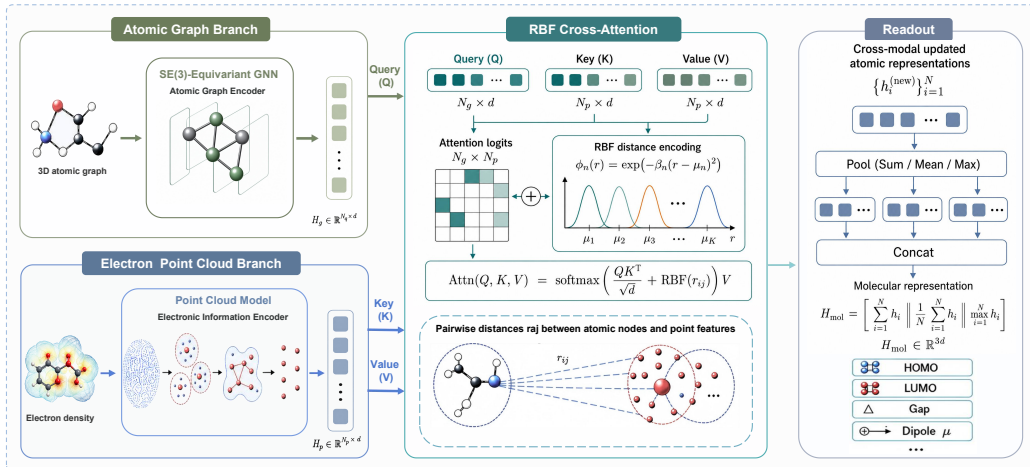 Atomic Graph Branch
SE(3)-Equivariant GNN
Atomic Graph Encoder
3D atomic graph
H_g ∈ ℝ^{N_g×d}
Query
(Q)
Electron Point Cloud Branch
Point Cloud Model
Electronic Information Encoder
Electron density
H_p ∈ ℝ^{N_p×d}
Key
(K)
Value
(V)
RBF Cross-Attention
Query (Q)
Key (K)
Value (V)
...
...
...
N_g × d
N_p × d
N_p × d
Attention logits
N_g × N_p
+
RBF distance encoding
ϕ_n(r) = exp(−β_n(r − μ_n)^2)
...
μ_1 μ_2 μ_3 ... μ_K r
Attn(Q, K, V) = softmax(QK^T / √d + RBF(r_{ij})) V
Pairwise distances raj between atomic nodes and point features
r_{ij}
...
Readout
Cross-modal updated
atomic representations
{h_i^{(new)}}_{i=1}^N
...
Pool (Sum / Mean / Max)
... ... ...
Concat
Molecular representation
H_mol = [∑_{i=1}^N h_i ∥ 1/N ∑_{i=1}^N h_i ∥ max_{i=1}^N h_i]
H_mol ∈ ℝ^{3d}
HOMO
LUMO
Gap
Dipole μ
...